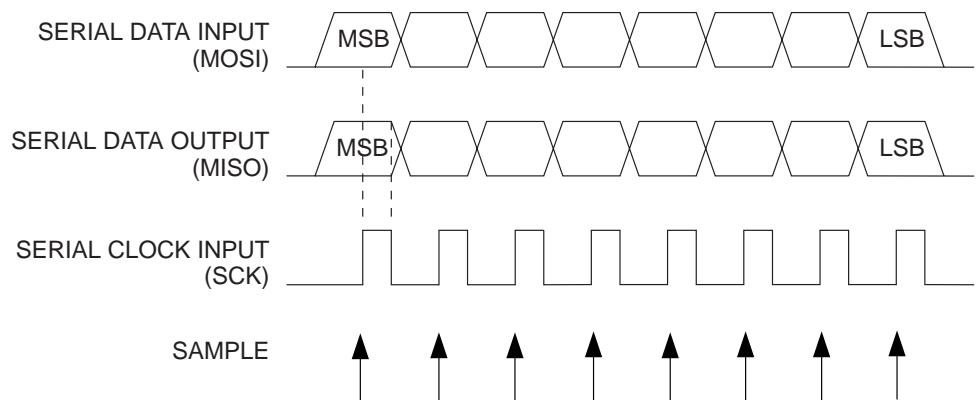 SERIAL DATA INPUT
(MOSI)
MSB
LSB
SERIAL DATA OUTPUT
(MISO)
MSB
LSB
SERIAL CLOCK INPUT
(SCK)
SAMPLE